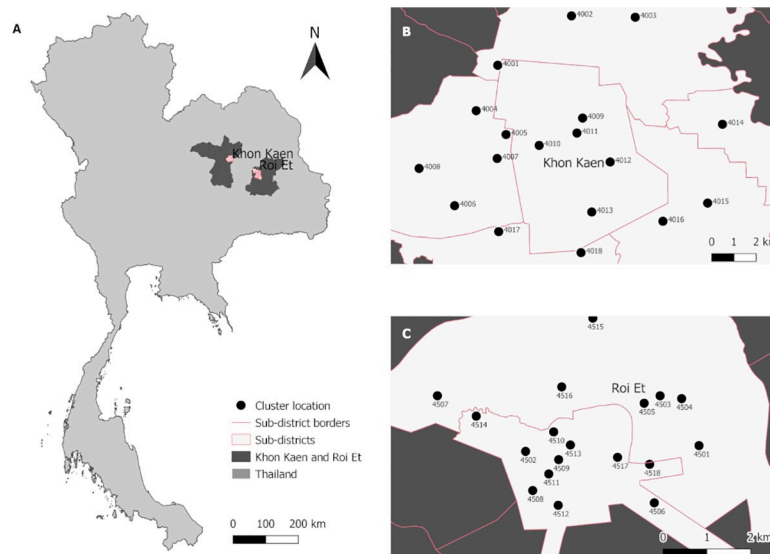 A
N
Khon Kaen
Roi Et
Cluster location
Sub-district borders
Sub-districts
Khon Kaen and Roi Et
Thailand
0 100 200 km
B
4002
4003
4001
4004
4009
4014
4005
4011
4010
4007
Khon Kaen
4012
4008
4006
4015
4013
4016
4017
4018
0 1 2 km
C
4515
4516
Roi Et
4507
4505
4503
4504
4514
4510
4502
4513
4501
4509
4517
4518
4511
4508
4512
4506
0 1 2 km